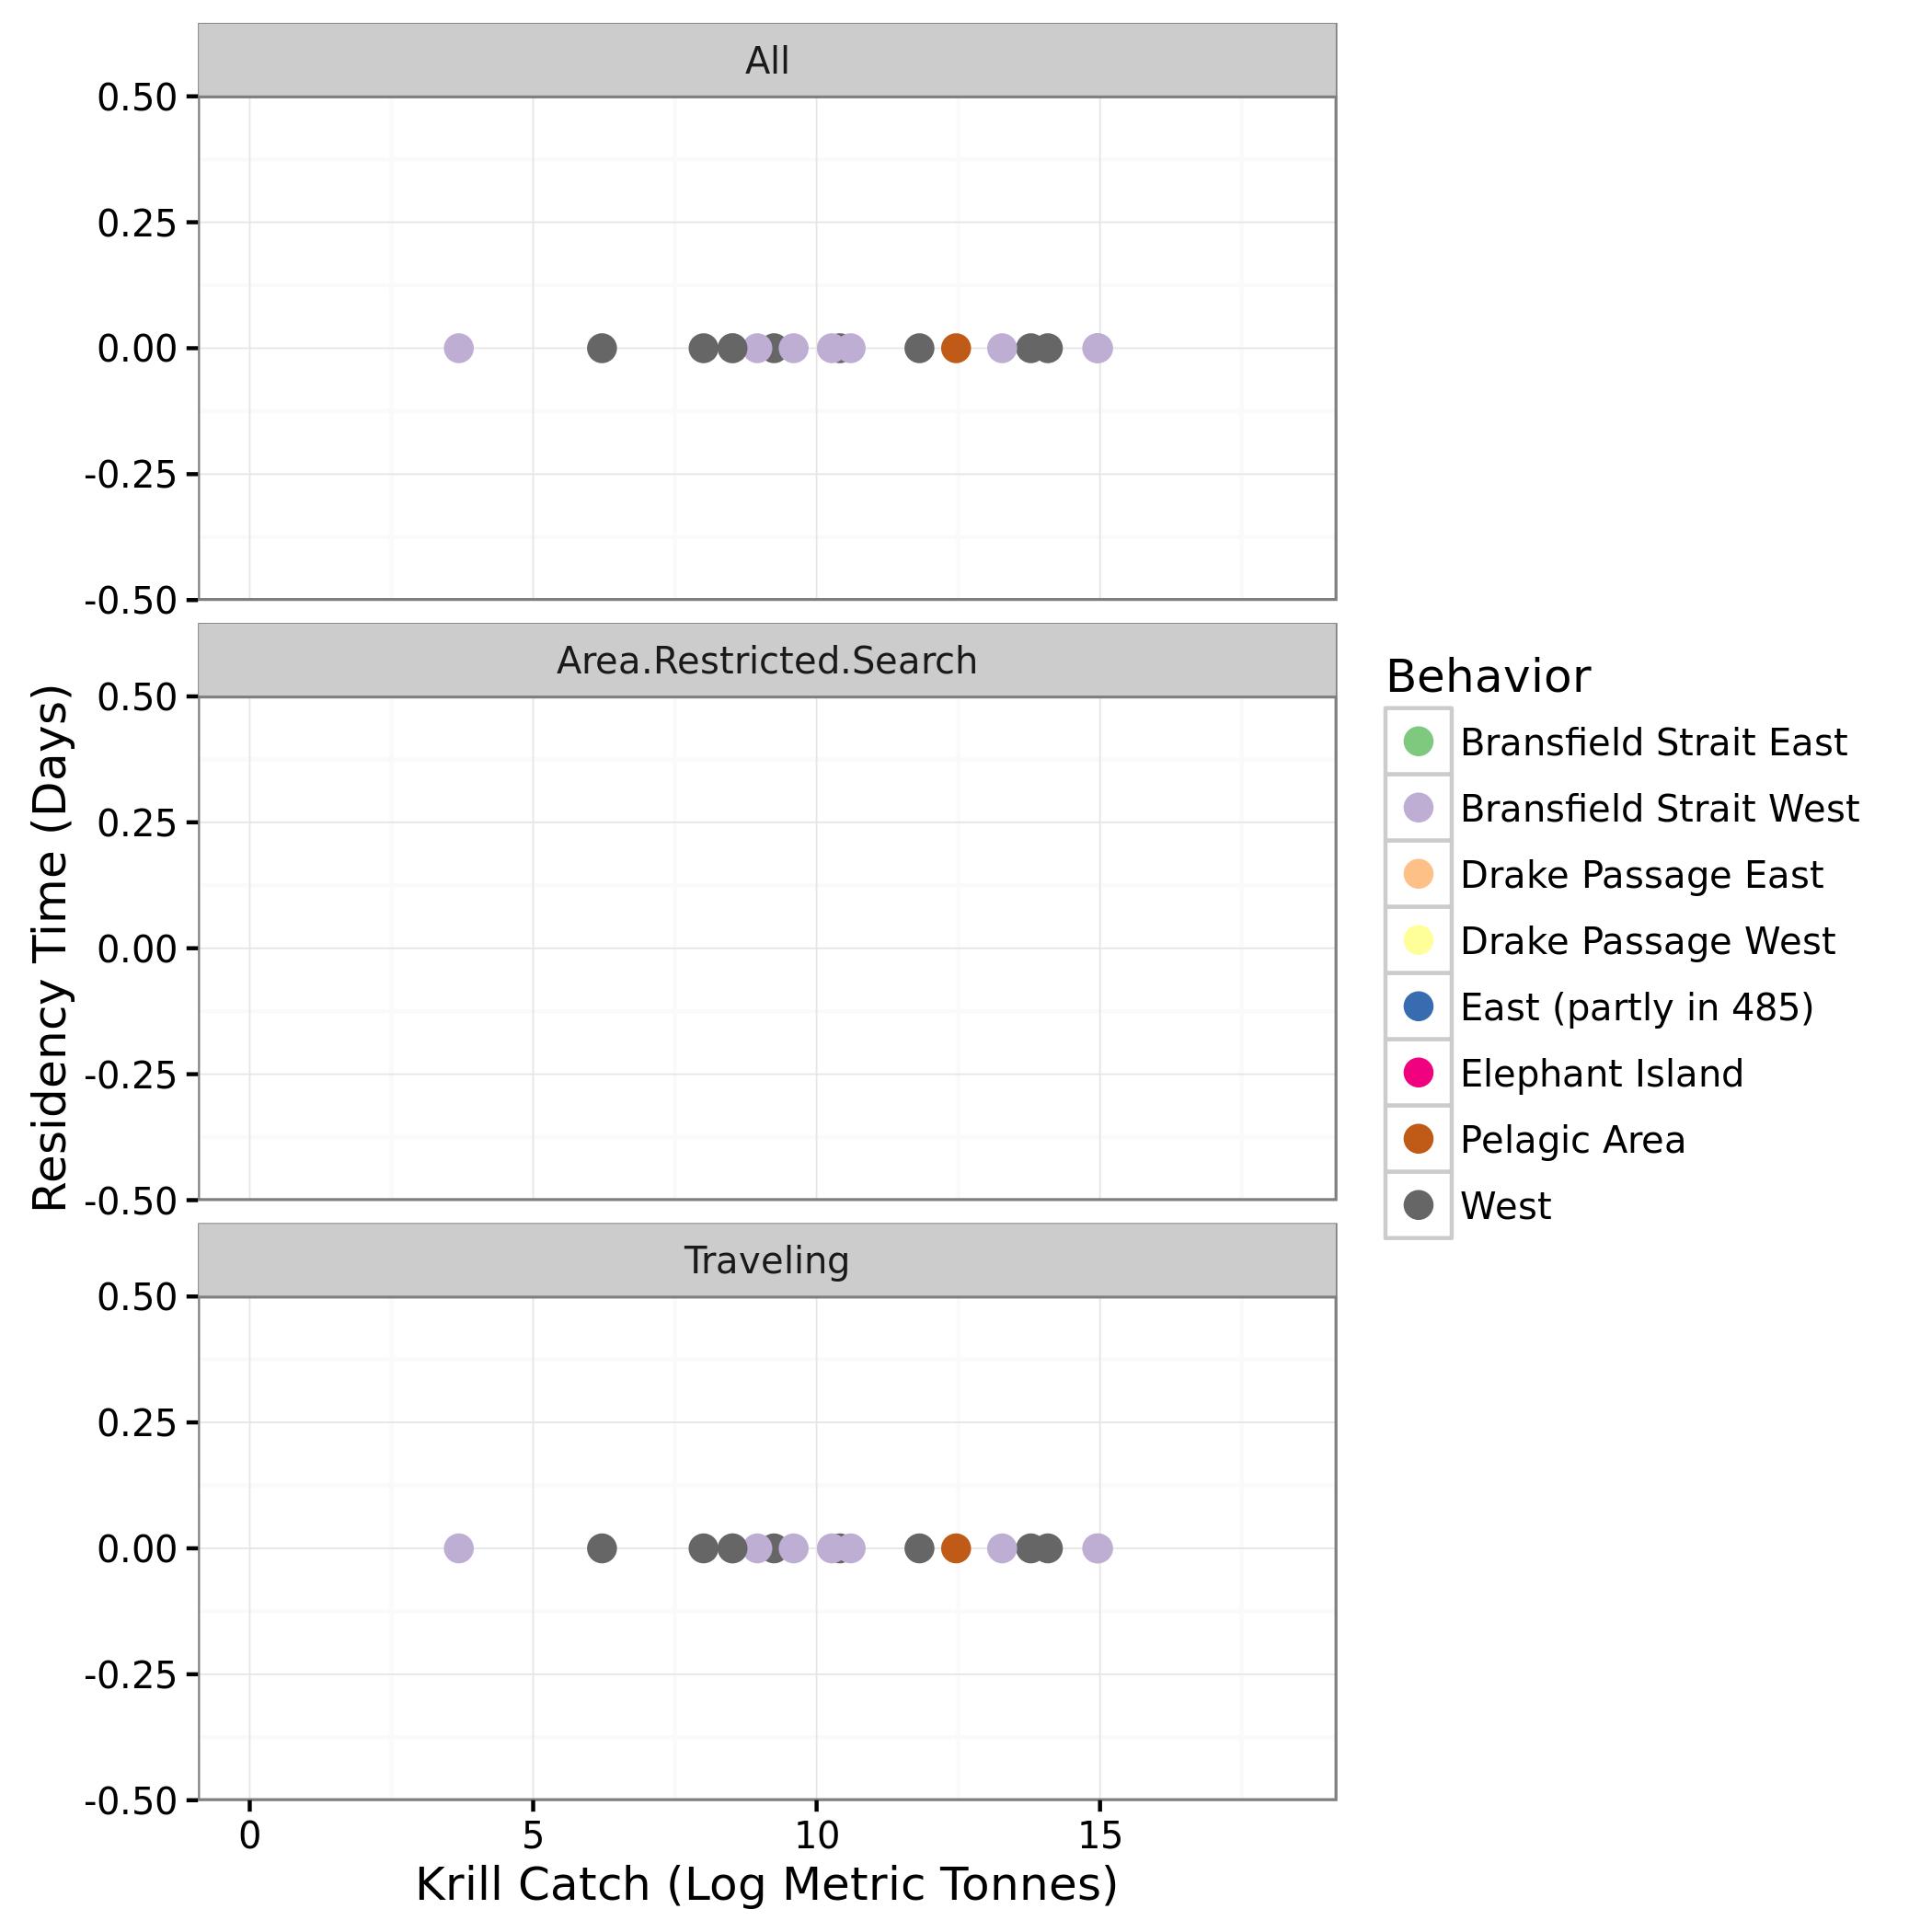 All
0.50
0.25
0.00
-0.25
-0.50
Area.Restricted.Search
0.50
0.25
0.00
-0.25
-0.50
Traveling
0.50
0.25
0.00
-0.25
-0.50
0 5 10 15
Krill Catch (Log Metric Tonnes)
Residency Time (Days)
Behavior
Bransfield Strait East
Bransfield Strait West
Drake Passage East
Drake Passage West
East (partly in 485)
Elephant Island
Pelagic Area
West